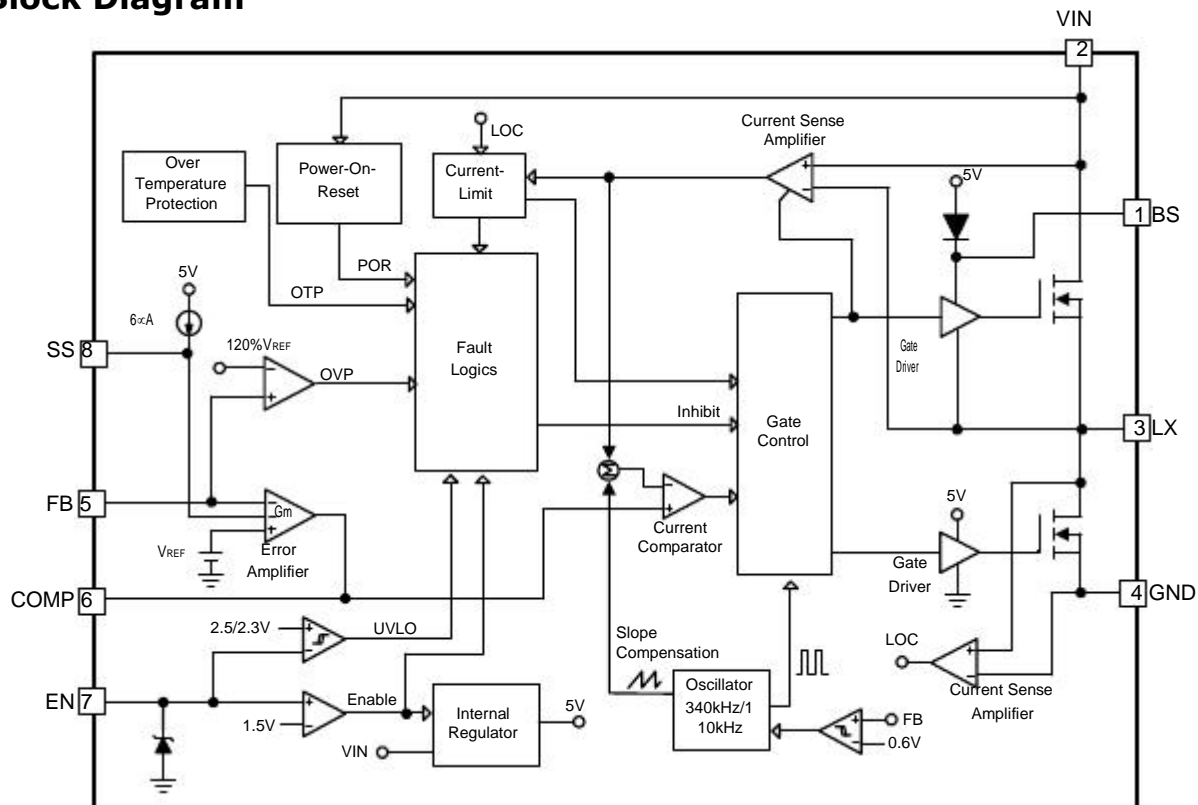 Block Diagram
VIN
2
LOC
Current Sense
Amplifier
Over
Temperature
Protection
Power-On-
Reset
Current-
Limit
5V
1 BS
POR
OTP
5V
6∝A
SS 8
120%VREF
OVP
Fault
Logics
Gate
Driver
Inhibit
Gate
Control
3 LX
FB 5
Gm
VREF
Error
Amplifier
Σ
Current
Comparator
5V
Gate
Driver
COMP 6
4 GND
2.5/2.3V
UVLO
Slope
Compensation
LOC
EN 7
Enable
1.5V
Internal
Regulator
5V
VIN
Oscillator
340kHz/1
10kHz
FB
0.6V
Current Sense
Amplifier